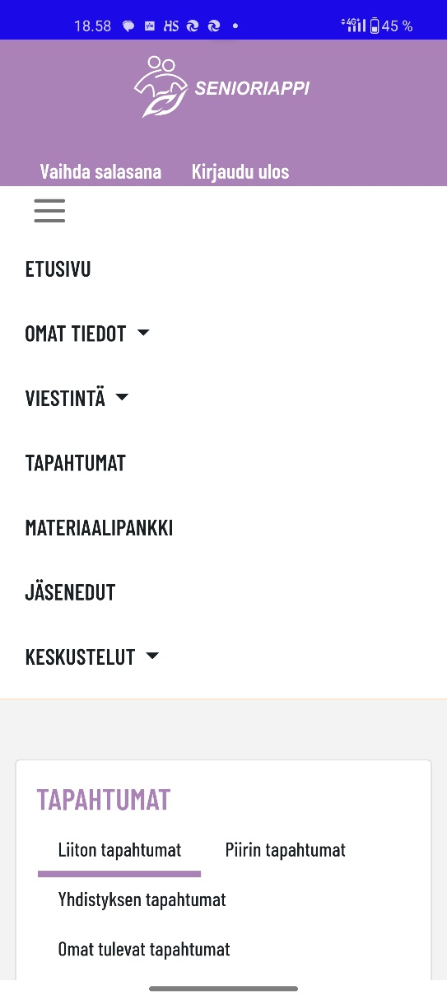 18.58 HS 4G+ 45 %
SENIORIAPPI
Vaihda salasana Kirjaudu ulos
ETUSIVU
OMAT TIEDOT
VIESTINTÄ
TAPAHTUMAT
MATERIAALIPANKKI
JÄSENEDUT
KESKUSTELUT
TAPAHTUMAT
Liiton tapahtumat Piirin tapahtumat
Yhdistyksen tapahtumat
Omat tulevat tapahtumat